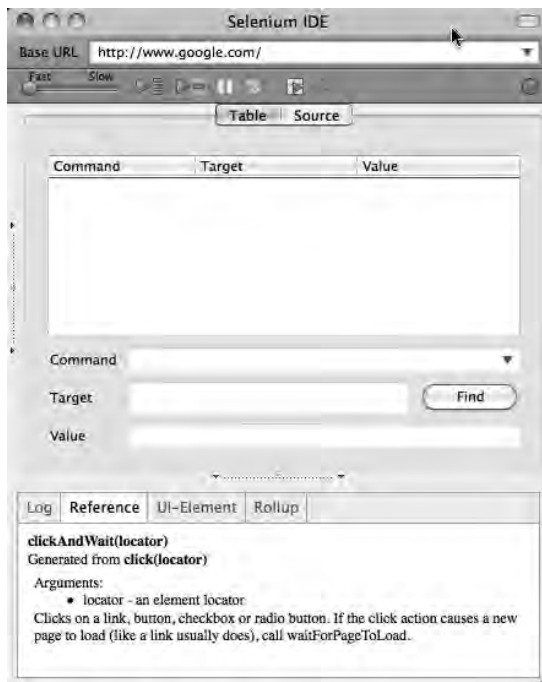 Selenium IDE
Base URL http://www.google.com/
Fast Slow
Table Source
Command Target Value
Command
Target Find
Value
Log Reference UI-Element Rollup
clickAndWait(locator)
Generated from click(locator)
Arguments:
• locator - an element locator
Clicks on a link, button, checkbox or radio button. If the click action causes a new
page to load (like a link usually does), call waitForPageToLoad.